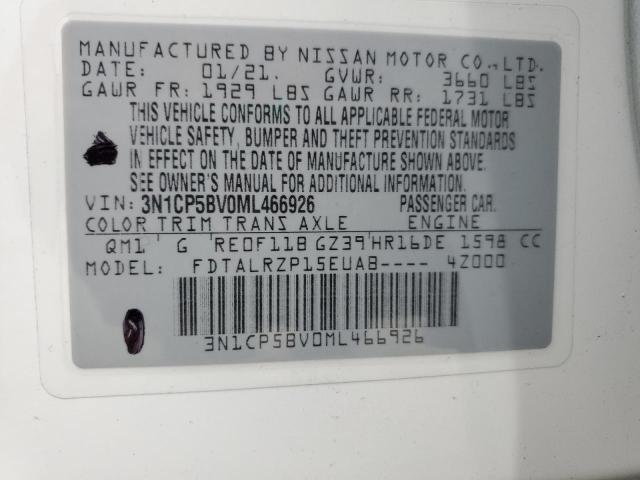 MANUFACTURED BY NISSAN MOTOR CO., LTD.
DATE: 01/21. GVWR: 3660 LBS
GAWR FR: 1929 LBS GAWR RR: 1731 LBS
THIS VEHICLE CONFORMS TO ALL APPLICABLE FEDERAL MOTOR
VEHICLE SAFETY, BUMPER AND THEFT PREVENTION STANDARDS
IN EFFECT ON THE DATE OF MANUFACTURE SHOWN ABOVE.
SEE OWNER'S MANUAL FOR ADDITIONAL INFORMATION.
VIN: 3N1CP5BV0ML466926 PASSENGER CAR.
COLOR TRIM TRANS AXLE ENGINE
QM1 G RE0F11B GZ39 HR16DE 1598 CC
MODEL: FDTALRZP15EUAB---- 4Z000
3N1CP5BV0ML466926